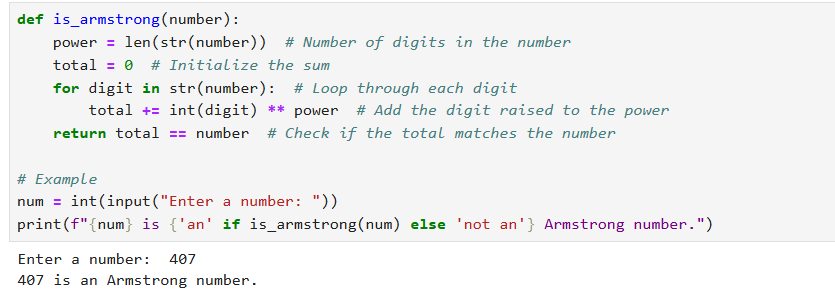 def is_armstrong(number):
    power = len(str(number))  # Number of digits in the number
    total = 0  # Initialize the sum
    for digit in str(number):  # Loop through each digit
        total += int(digit) ** power  # Add the digit raised to the power
    return total == number  # Check if the total matches the number

# Example
num = int(input("Enter a number: "))
print(f"{num} is {'an' if is_armstrong(num) else 'not an'} Armstrong number.")
Enter a number:  407
407 is an Armstrong number.